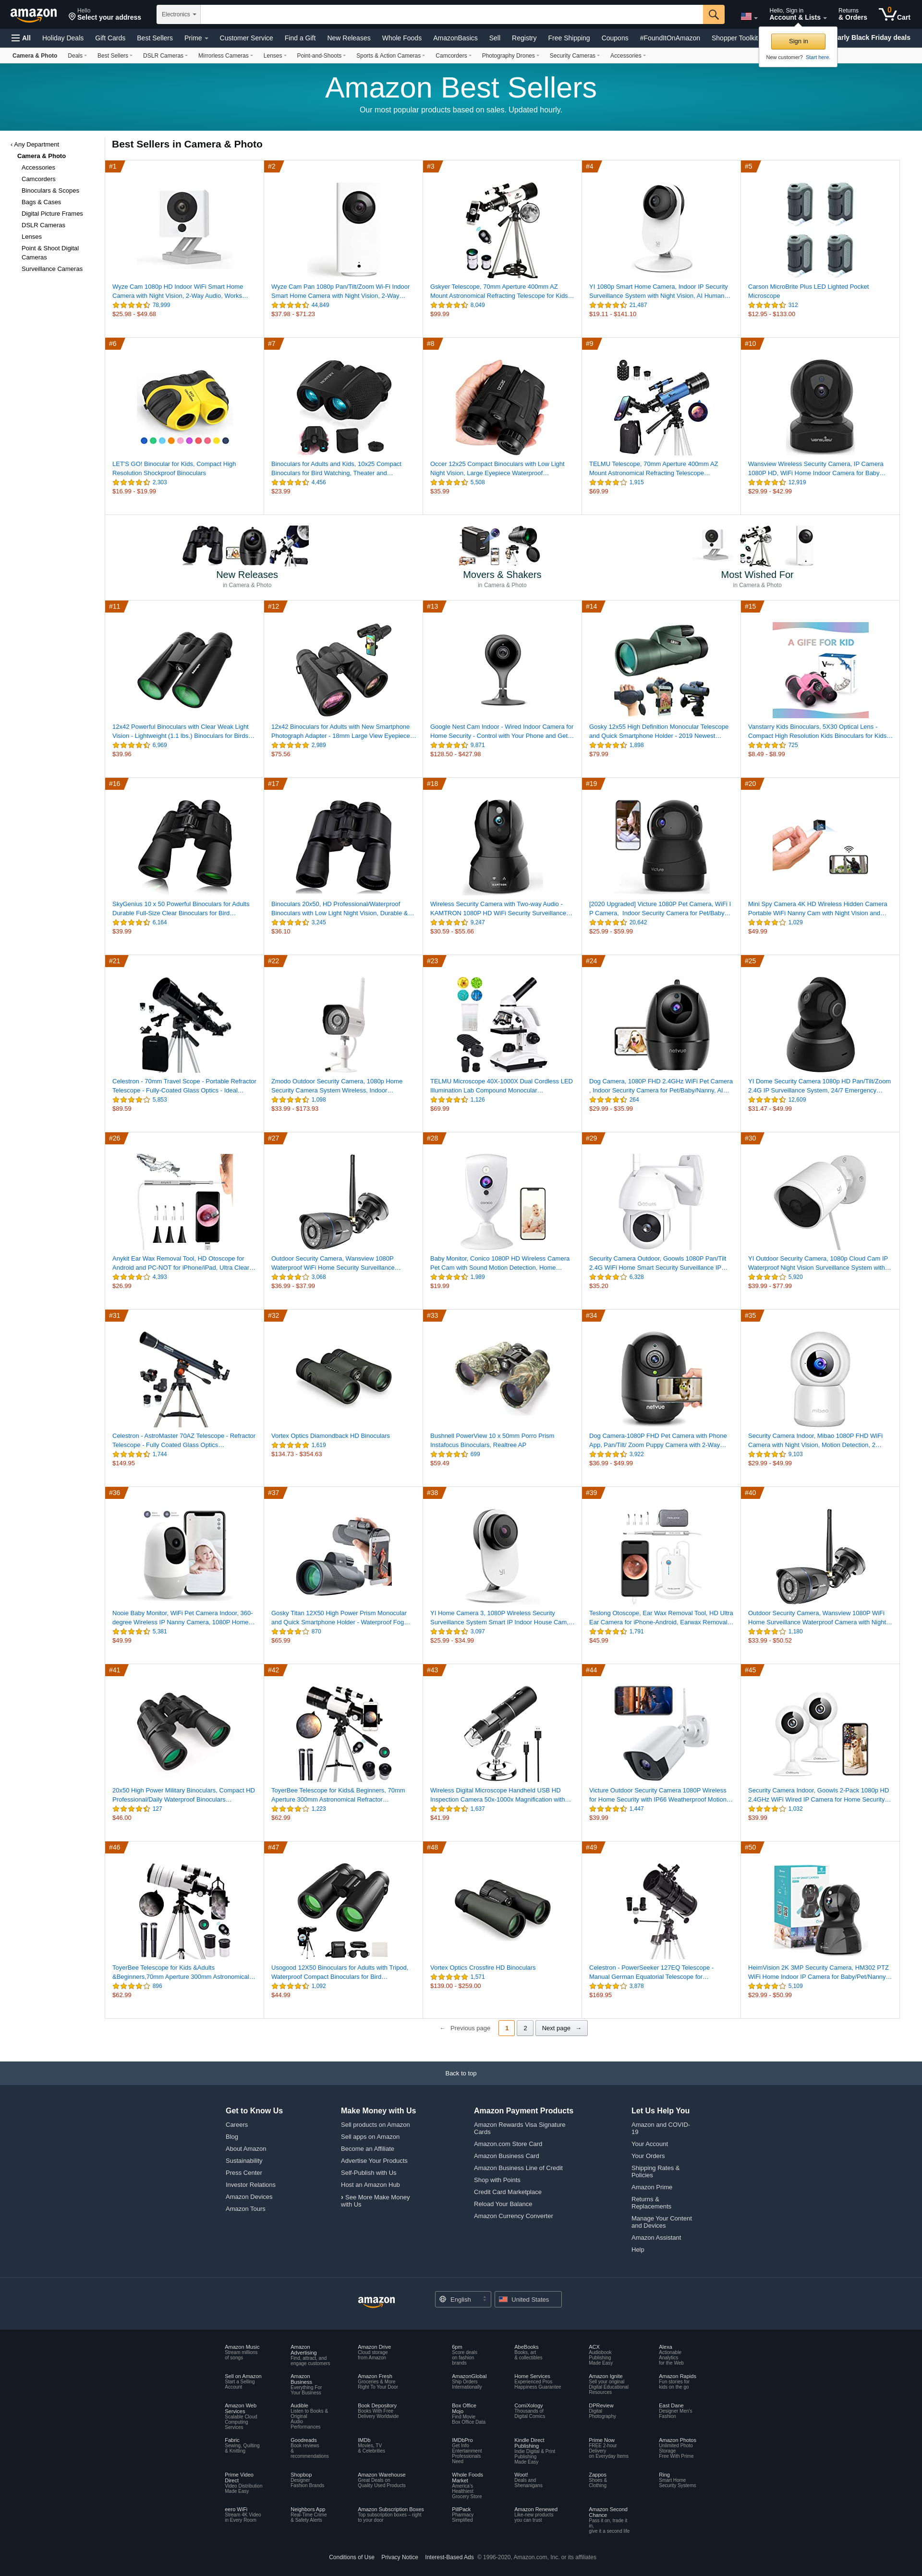 amazon
Hello
Select your address
Electronics
Hello, Sign in
Account & Lists
Returns
& Orders
0
Cart
All
Holiday Deals
Gift Cards
Best Sellers
Prime
Customer Service
Find a Gift
New Releases
Whole Foods
AmazonBasics
Sell
Registry
Free Shipping
Coupons
#FoundItOnAmazon
Shopper Toolkit
arly Black Friday deals
Sign in
New customer? Start here.
Camera & Photo
Deals
Best Sellers
DSLR Cameras
Mirrorless Cameras
Lenses
Point-and-Shoots
Sports & Action Cameras
Camcorders
Photography Drones
Security Cameras
Accessories
Amazon Best Sellers
Our most popular products based on sales. Updated hourly.
‹ Any Department
Camera & Photo
Accessories
Camcorders
Binoculars & Scopes
Bags & Cases
Digital Picture Frames
DSLR Cameras
Lenses
Point & Shoot Digital
Cameras
Surveillance Cameras
Best Sellers in Camera & Photo
#1
Wyze Cam 1080p HD Indoor WiFi Smart Home
Camera with Night Vision, 2-Way Audio, Works…
78,999
$25.98 - $49.68
#2
Wyze Cam Pan 1080p Pan/Tilt/Zoom Wi-Fi Indoor
Smart Home Camera with Night Vision, 2-Way…
44,849
$37.98 - $71.23
#3
Gskyer Telescope, 70mm Aperture 400mm AZ
Mount Astronomical Refracting Telescope for Kids…
8,049
$99.99
#4
YI 1080p Smart Home Camera, Indoor IP Security
Surveillance System with Night Vision, AI Human…
21,487
$19.11 - $141.10
#5
Carson MicroBrite Plus LED Lighted Pocket
Microscope
312
$12.95 - $133.00
#6
LET'S GO! Binocular for Kids, Compact High
Resolution Shockproof Binoculars
2,303
$16.99 - $19.99
#7
Binoculars for Adults and Kids, 10x25 Compact
Binoculars for Bird Watching, Theater and…
4,456
$23.99
#8
Occer 12x25 Compact Binoculars with Low Light
Night Vision, Large Eyepiece Waterproof…
5,508
$35.99
#9
TELMU Telescope, 70mm Aperture 400mm AZ
Mount Astronomical Refracting Telescope…
1,915
$69.99
#10
Wansview Wireless Security Camera, IP Camera
1080P HD, WiFi Home Indoor Camera for Baby…
12,919
$29.99 - $42.99
New Releases
in Camera & Photo
Movers & Shakers
in Camera & Photo
Most Wished For
in Camera & Photo
#11
12x42 Powerful Binoculars with Clear Weak Light
Vision - Lightweight (1.1 lbs.) Binoculars for Birds…
6,969
$39.96
#12
12x42 Binoculars for Adults with New Smartphone
Photograph Adapter - 18mm Large View Eyepiece…
2,989
$75.56
#13
Google Nest Cam Indoor - Wired Indoor Camera for
Home Security - Control with Your Phone and Get…
9,871
$128.50 - $427.98
#14
Gosky 12x55 High Definition Monocular Telescope
and Quick Smartphone Holder - 2019 Newest…
1,898
$79.99
#15
A GIFE FOR KID
Vanstarry Kids Binoculars, 5X30 Optical Lens -
Compact High Resolution Kids Binoculars for Kids…
725
$8.49 - $8.99
#16
SkyGenius 10 x 50 Powerful Binoculars for Adults
Durable Full-Size Clear Binoculars for Bird…
6,164
$39.99
#17
Binoculars 20x50, HD Professional/Waterproof
Binoculars with Low Light Night Vision, Durable &…
3,245
$36.10
#18
Wireless Security Camera with Two-way Audio -
KAMTRON 1080P HD WiFi Security Surveillance…
9,247
$30.59 - $55.66
#19
[2020 Upgraded] Victure 1080P Pet Camera, WiFi I
P Camera, Indoor Security Camera for Pet/Baby…
20,642
$25.99 - $59.99
#20
Mini Spy Camera 4K HD Wireless Hidden Camera
Portable WiFi Nanny Cam with Night Vision and…
1,029
$49.99
#21
Celestron - 70mm Travel Scope - Portable Refractor
Telescope - Fully-Coated Glass Optics - Ideal…
5,853
$89.59
#22
Zmodo Outdoor Security Camera, 1080p Home
Security Camera System Wireless, Indoor…
1,098
$33.99 - $173.93
#23
TELMU Microscope 40X-1000X Dual Cordless LED
Illumination Lab Compound Monocular…
1,126
$69.99
#24
netvue
Dog Camera, 1080P FHD 2.4GHz WiFi Pet Camera
, Indoor Security Camera for Pet/Baby/Nanny, AI…
264
$29.99 - $35.99
#25
YI Dome Security Camera 1080p HD Pan/Tilt/Zoom
2.4G IP Surveillance System, 24/7 Emergency…
12,609
$31.47 - $49.99
#26
Anykit Ear Wax Removal Tool, HD Otoscope for
Android and PC-NOT for iPhone/iPad, Ultra Clear…
4,393
$26.99
#27
Outdoor Security Camera, Wansview 1080P
Waterproof WiFi Home Security Surveillance…
3,068
$36.99 - $37.99
#28
Baby Monitor, Conico 1080P HD Wireless Camera
Pet Cam with Sound Motion Detection, Home…
1,989
$19.99
#29
Security Camera Outdoor, Goowls 1080P Pan/Tilt
2.4G WiFi Home Smart Security Surveillance IP…
6,328
$35.20
#30
YI Outdoor Security Camera, 1080p Cloud Cam IP
Waterproof Night Vision Surveillance System with…
5,920
$39.99 - $77.99
#31
Celestron - AstroMaster 70AZ Telescope - Refractor
Telescope - Fully Coated Glass Optics…
1,744
$149.95
#32
Vortex Optics Diamondback HD Binoculars
1,619
$134.73 - $354.63
#33
Bushnell PowerView 10 x 50mm Porro Prism
Instafocus Binoculars, Realtree AP
699
$59.49
#34
netvue
Dog Camera-1080P FHD Pet Camera with Phone
App, Pan/Tilt/ Zoom Puppy Camera with 2-Way…
3,922
$36.99 - $49.99
#35
Security Camera Indoor, Mibao 1080P FHD WiFi
Camera with Night Vision, Motion Detection, 2…
9,103
$29.99 - $49.99
#36
Nooie Baby Monitor, WiFi Pet Camera Indoor, 360-
degree Wireless IP Nanny Camera, 1080P Home…
5,381
$49.99
#37
Gosky Titan 12X50 High Power Prism Monocular
and Quick Smartphone Holder - Waterproof Fog…
870
$65.99
#38
YI Home Camera 3, 1080P Wireless Security
Surveillance System Smart IP Indoor House Cam,…
3,097
$25.99 - $34.99
#39
Teslong Otoscope, Ear Wax Removal Tool, HD Ultra
Ear Camera for iPhone-Android, Earwax Removal…
1,791
$45.99
#40
Outdoor Security Camera, Wansview 1080P WiFi
Home Surveillance Waterproof Camera with Night…
1,180
$33.99 - $50.52
#41
20x50 High Power Military Binoculars, Compact HD
Professional/Daily Waterproof Binoculars…
127
$46.00
#42
ToyerBee Telescope for Kids& Beginners, 70mm
Aperture 300mm Astronomical Refractor…
1,223
$62.99
#43
Wireless Digital Microscope Handheld USB HD
Inspection Camera 50x-1000x Magnification with…
1,637
$41.99
#44
Victure Outdoor Security Camera 1080P Wireless
for Home Security with IP66 Weatherproof Motion…
1,447
$39.99
#45
Security Camera Indoor, Goowls 2-Pack 1080p HD
2.4GHz WiFi Wired IP Camera for Home Security…
1,032
$39.99
#46
ToyerBee Telescope for Kids &Adults
&Beginners,70mm Aperture 300mm Astronomical…
896
$62.99
#47
Usogood 12X50 Binoculars for Adults with Tripod,
Waterproof Compact Binoculars for Bird…
1,092
$44.99
#48
Vortex Optics Crossfire HD Binoculars
1,571
$139.00 - $259.00
#49
Celestron - PowerSeeker 127EQ Telescope -
Manual German Equatorial Telescope for…
3,878
$169.95
#50
HeimVision 2K 3MP Security Camera, HM302 PTZ
WiFi Home Indoor IP Camera for Baby/Pet/Nanny…
5,109
$29.99 - $50.99
← Previous page
1
2
Next page →
Back to top
Get to Know Us
Careers
Blog
About Amazon
Sustainability
Press Center
Investor Relations
Amazon Devices
Amazon Tours
Make Money with Us
Sell products on Amazon
Sell apps on Amazon
Become an Affiliate
Advertise Your Products
Self-Publish with Us
Host an Amazon Hub
› See More Make Money
with Us
Amazon Payment Products
Amazon Rewards Visa Signature
Cards
Amazon.com Store Card
Amazon Business Card
Amazon Business Line of Credit
Shop with Points
Credit Card Marketplace
Reload Your Balance
Amazon Currency Converter
Let Us Help You
Amazon and COVID-
19
Your Account
Your Orders
Shipping Rates &
Policies
Amazon Prime
Returns &
Replacements
Manage Your Content
and Devices
Amazon Assistant
Help
amazon
English
United States
Amazon Music
Stream millions
of songs
Amazon
Advertising
Find, attract, and
engage customers
Amazon Drive
Cloud storage
from Amazon
6pm
Score deals
on fashion
brands
AbeBooks
Books, art
& collectibles
ACX
Audiobook
Publishing
Made Easy
Alexa
Actionable
Analytics
for the Web
Sell on Amazon
Start a Selling
Account
Amazon
Business
Everything For
Your Business
Amazon Fresh
Groceries & More
Right To Your Door
AmazonGlobal
Ship Orders
Internationally
Home Services
Experienced Pros
Happiness Guarantee
Amazon Ignite
Sell your original
Digital Educational
Resources
Amazon Rapids
Fun stories for
kids on the go
Amazon Web
Services
Scalable Cloud
Computing
Services
Audible
Listen to Books &
Original
Audio
Performances
Book Depository
Books With Free
Delivery Worldwide
Box Office
Mojo
Find Movie
Box Office Data
ComiXology
Thousands of
Digital Comics
DPReview
Digital
Photography
East Dane
Designer Men's
Fashion
Fabric
Sewing, Quilting
& Knitting
Goodreads
Book reviews
&
recommendations
IMDb
Movies, TV
& Celebrities
IMDbPro
Get Info
Entertainment
Professionals
Need
Kindle Direct
Publishing
Indie Digital & Print
Publishing
Made Easy
Prime Now
FREE 2-hour
Delivery
on Everyday Items
Amazon Photos
Unlimited Photo
Storage
Free With Prime
Prime Video
Direct
Video Distribution
Made Easy
Shopbop
Designer
Fashion Brands
Amazon Warehouse
Great Deals on
Quality Used Products
Whole Foods
Market
America's
Healthiest
Grocery Store
Woot!
Deals and
Shenanigans
Zappos
Shoes &
Clothing
Ring
Smart Home
Security Systems
eero WiFi
Stream 4K Video
in Every Room
Neighbors App
Real-Time Crime
& Safety Alerts
Amazon Subscription Boxes
Top subscription boxes – right
to your door
PillPack
Pharmacy
Simplified
Amazon Renewed
Like-new products
you can trust
Amazon Second
Chance
Pass it on, trade it
in,
give it a second life
Conditions of Use
Privacy Notice
Interest-Based Ads
© 1996-2020, Amazon.com, Inc. or its affiliates